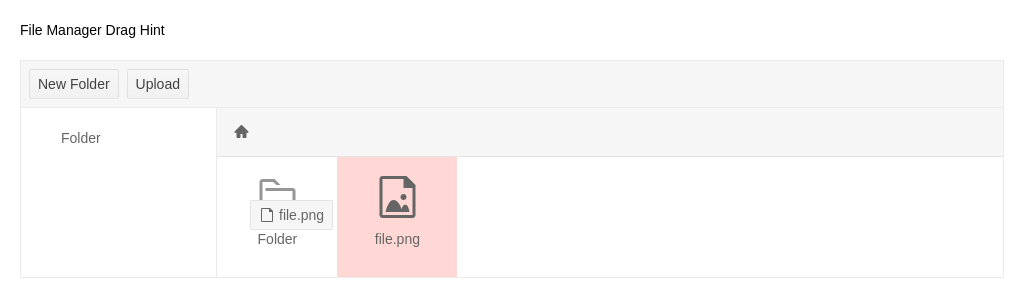 File Manager Drag Hint
New Folder Upload
Folder
file.png
Folder file.png